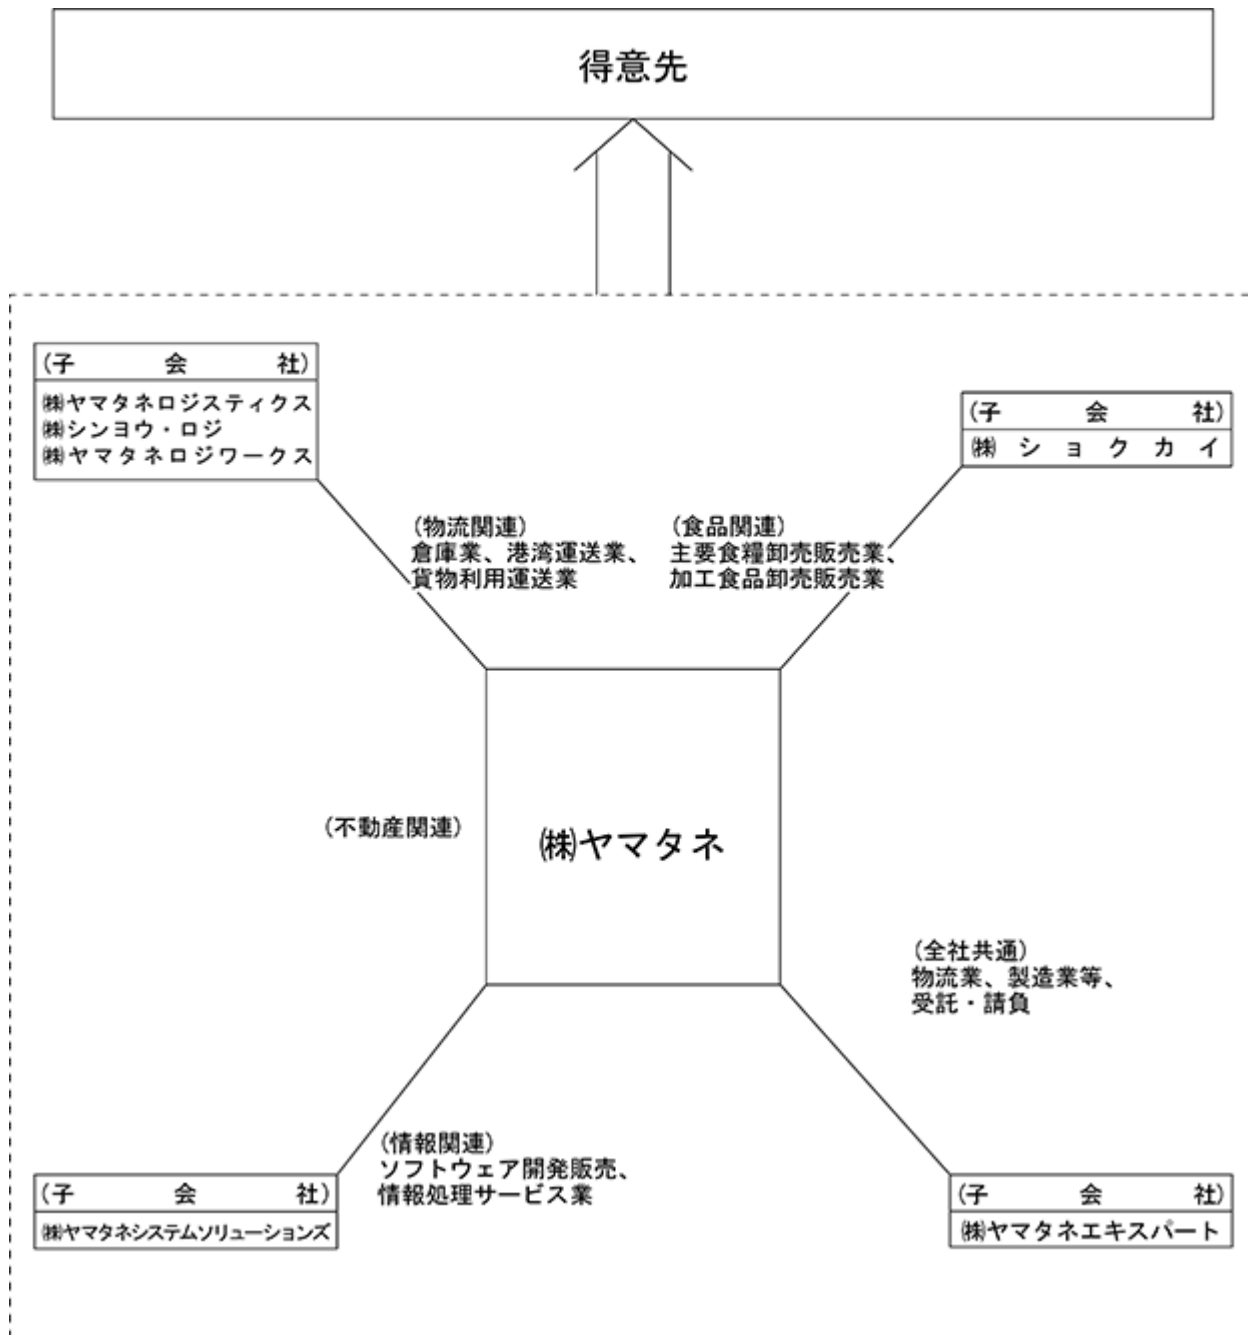 得意先
(子会社)
㈱ヤマタネロジスティクス
㈱シンヨウ・ロジ
㈱ヤマタネロジワークス
(子会社)
㈱ショクカイ
(物流関連)
倉庫業、港湾運送業、
貨物利用運送業
(食品関連)
主要食糧卸売販売業、
加工食品卸売販売業
(不動産関連)
㈱ヤマタネ
(全社共通)
物流業、製造業等、
受託・請負
(情報関連)
ソフトウェア開発販売、
情報処理サービス業
(子会社)
㈱ヤマタネシステムソリューションズ
(子会社)
㈱ヤマタネエキスパート